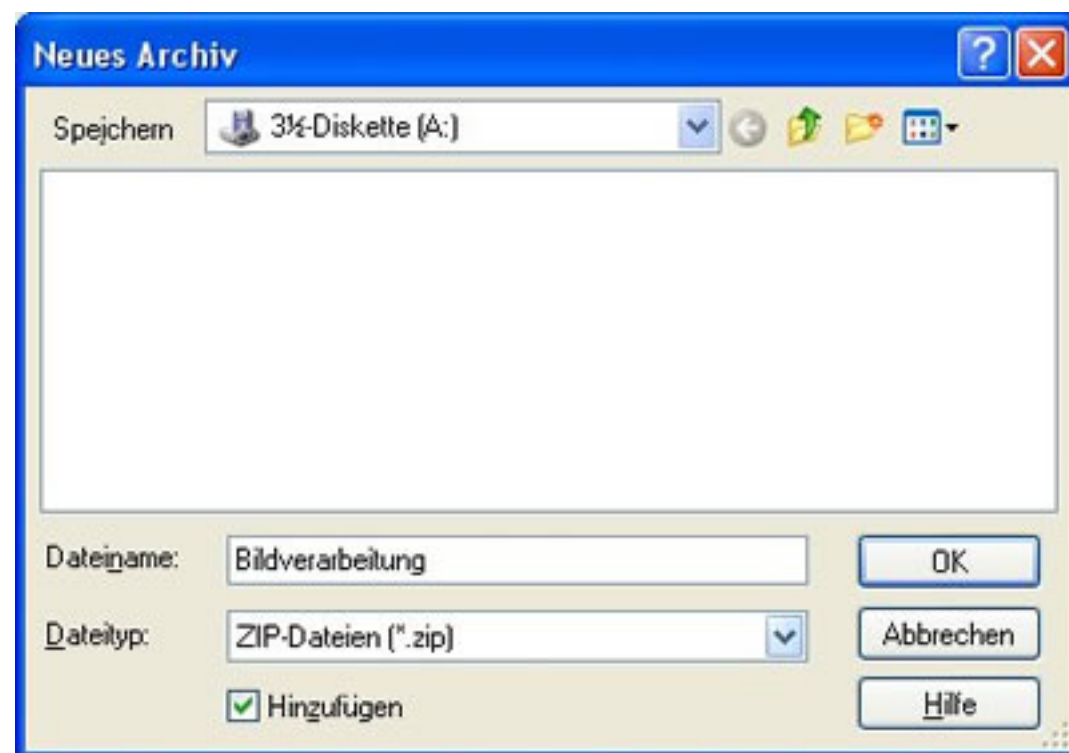 Neues Archiv
Speichern 3½-Diskette (A:)
Dateiname: Bildverarbeitung OK
Dateityp: ZIP-Dateien (*.zip) Abbrechen
Hinzufügen Hilfe